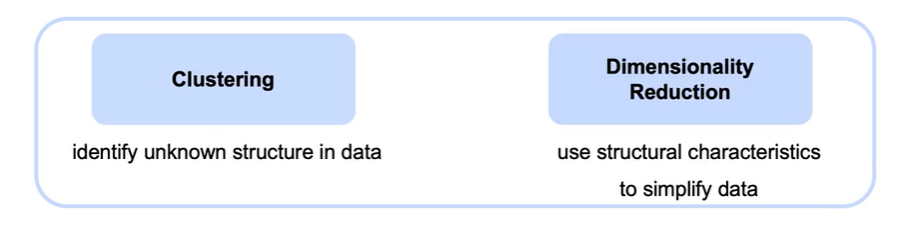 Clustering
identify unknown structure in data
Dimensionality
Reduction
use structural characteristics
to simplify data